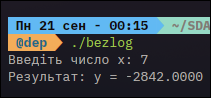 Пн 21 сен - 00:15 ~/SDA
@dep ./bezlog
Введіть число x: 7
Результат: y = -2842.0000